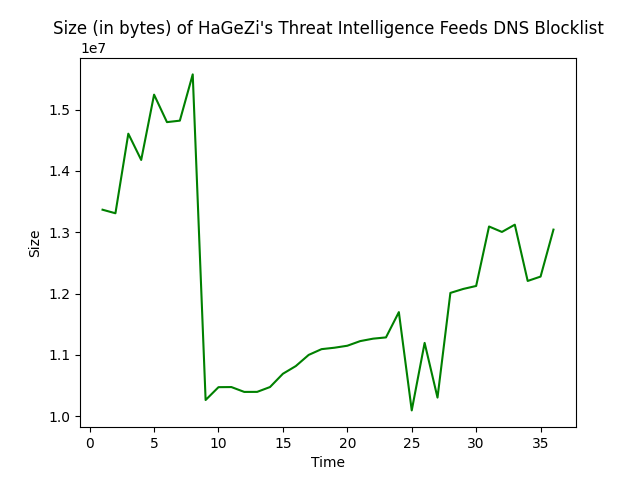 Size (in bytes) of HaGeZi's Threat Intelligence Feeds DNS Blocklist
1e7
1.5
1.4
1.3
1.2
1.1
1.0
Size
0 5 10 15 20 25 30 35
Time